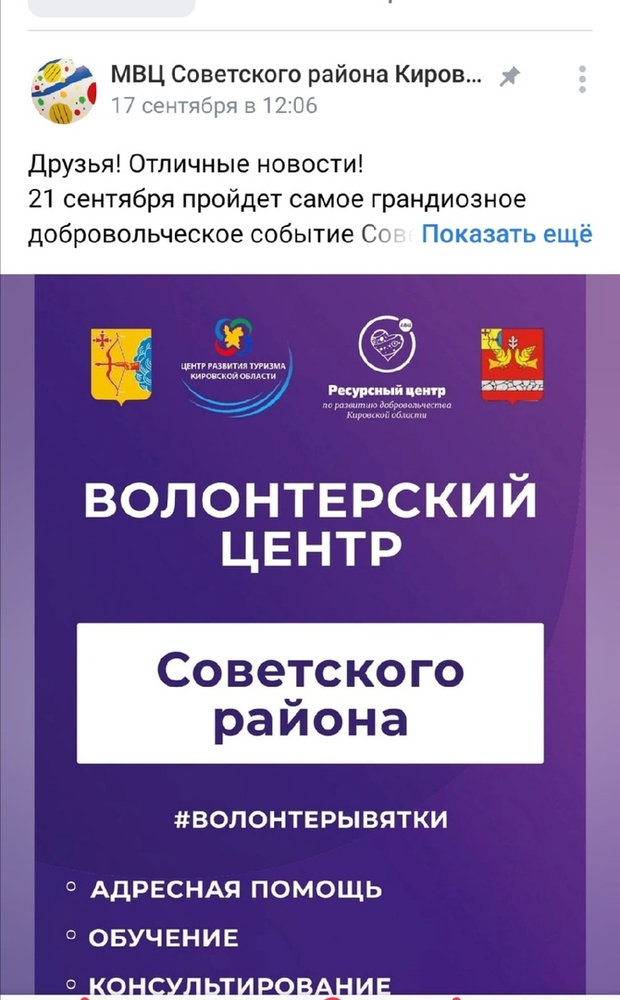 МВЦ Советского района Киров...
17 сентября в 12:06
Друзья! Отличные новости!
21 сентября пройдет самое грандиозное
добровольческое событие Сов Показать ещё
ЦЕНТР РАЗВИТИЯ ТУРИЗМА
КИРОВСКОЙ ОБЛАСТИ
Ресурсный центр
по развитию добровольчества
Кировской области
ВОЛОНТЕРСКИЙ
ЦЕНТР
Советского
района
#ВОЛОНТЕРЫВЯТКИ
АДРЕСНАЯ ПОМОЩЬ
ОБУЧЕНИЕ
КОНСУЛЬТИРОВАНИЕ